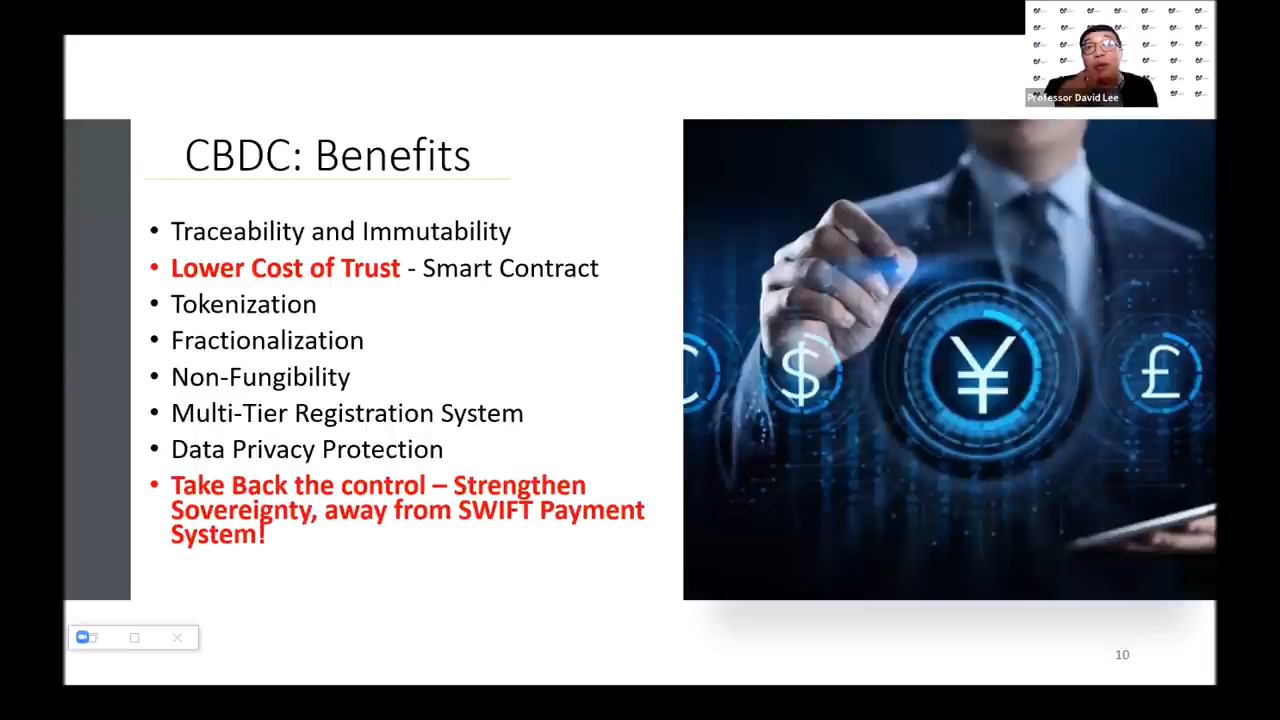 Professor David Lee
CBDC: Benefits
• Traceability and Immutability
• Lower Cost of Trust - Smart Contract
• Tokenization
• Fractionalization
• Non-Fungibility
• Multi-Tier Registration System
• Data Privacy Protection
• Take Back the control – Strengthen
Sovereignty, away from SWIFT Payment
System!
$ ¥ £
10